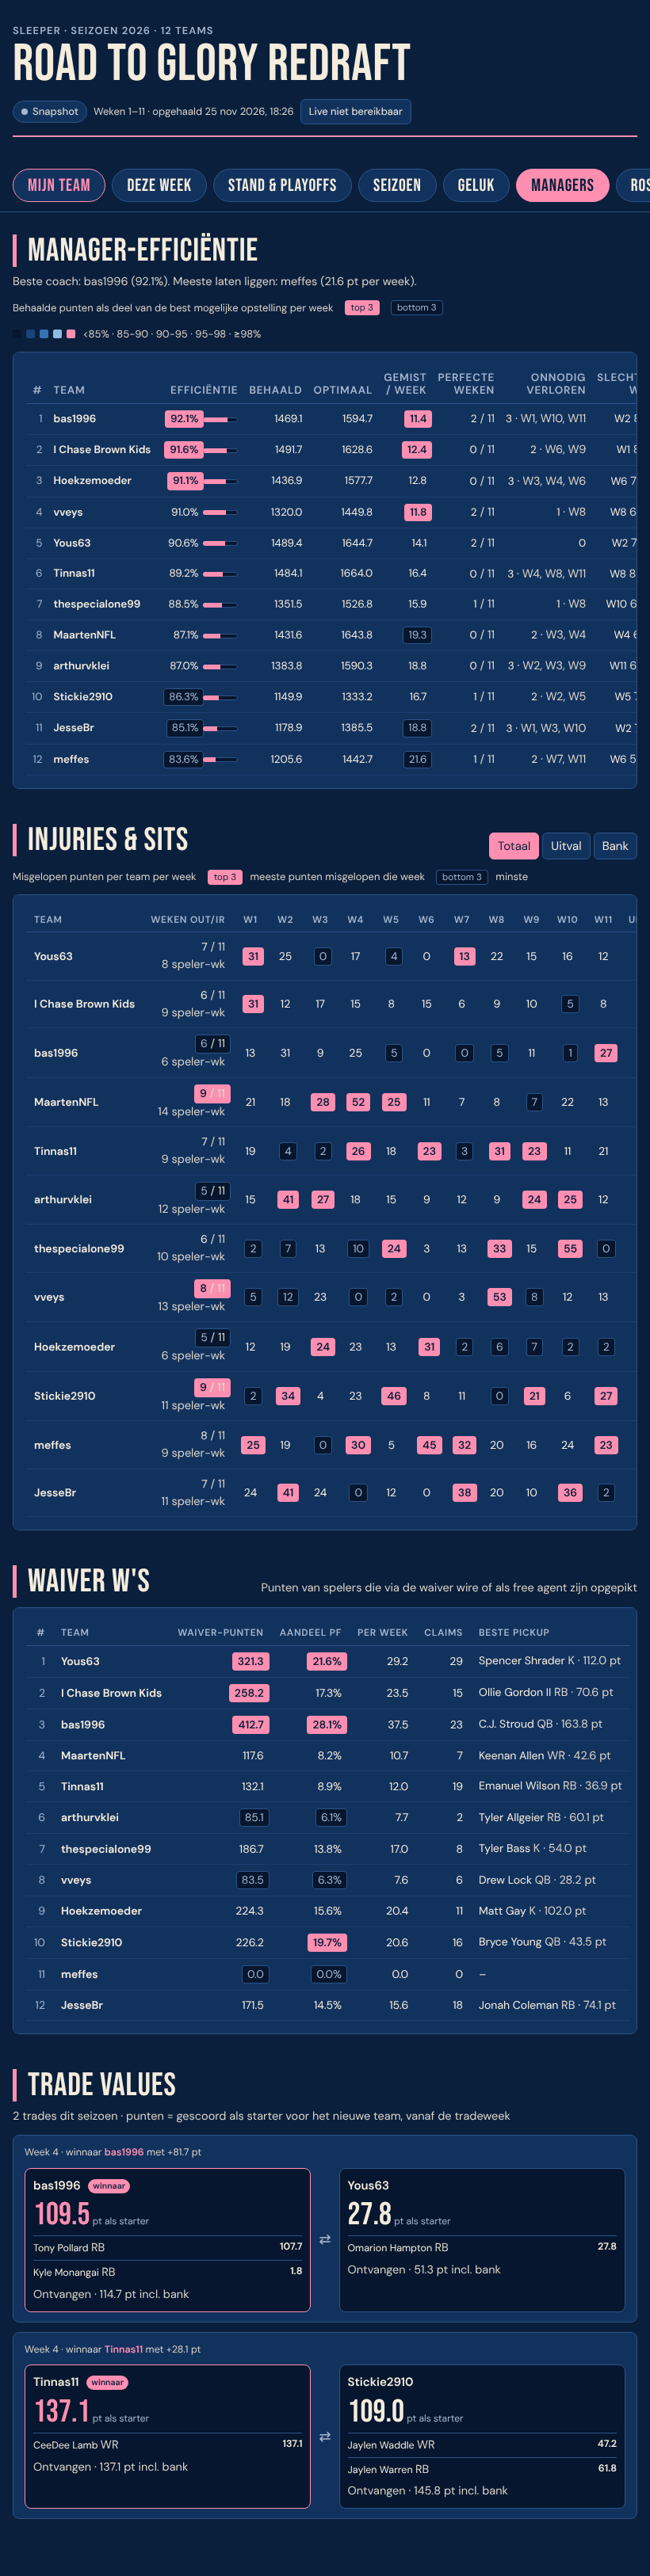 SLEEPER · SEIZOEN 2026 · 12 TEAMS
ROAD TO GLORY REDRAFT
Snapshot Weken 1–11 · opgehaald 25 nov 2026, 18:26 Live niet bereikbaar
MIJN TEAM DEZE WEEK STAND & PLAYOFFS SEIZOEN GELUK MANAGERS ROS
MANAGER-EFFICIËNTIE
Beste coach: bas1996 (92.1%). Meeste laten liggen: meffes (21.6 pt per week).
Behaalde punten als deel van de best mogelijke opstelling per week top 3 bottom 3
<85% · 85-90 · 90-95 · 95-98 · ≥98%
# TEAM EFFICIËNTIE BEHAALD OPTIMAAL GEMIST / WEEK PERFECTE WEKEN ONNODIG VERLOREN SLECHT W
1 bas1996 92.1% 1469.1 1594.7 11.4 2 / 11 3 · W1, W10, W11 W2 8
2 I Chase Brown Kids 91.6% 1491.7 1628.6 12.4 0 / 11 2 · W6, W9 W1 8
3 Hoekzemoeder 91.1% 1436.9 1577.7 12.8 0 / 11 3 · W3, W4, W6 W6 7
4 vveys 91.0% 1320.0 1449.8 11.8 2 / 11 1 · W8 W8 6
5 Yous63 90.6% 1489.4 1644.7 14.1 2 / 11 0 W2 7
6 Tinnas11 89.2% 1484.1 1664.0 16.4 0 / 11 3 · W4, W8, W11 W8 8
7 thespecialone99 88.5% 1351.5 1526.8 15.9 1 / 11 1 · W8 W10 6
8 MaartenNFL 87.1% 1431.6 1643.8 19.3 0 / 11 2 · W3, W4 W4 6
9 arthurvklei 87.0% 1383.8 1590.3 18.8 0 / 11 3 · W2, W3, W9 W11 6
10 Stickie2910 86.3% 1149.9 1333.2 16.7 1 / 11 2 · W2, W5 W5 7
11 JesseBr 85.1% 1178.9 1385.5 18.8 2 / 11 3 · W1, W3, W10 W2
12 meffes 83.6% 1205.6 1442.7 21.6 1 / 11 2 · W7, W11 W6 5
INJURIES & SITS
Totaal Uitval Bank
Misgelopen punten per team per week top 3 meeste punten misgelopen die week bottom 3 minste
TEAM WEKEN OUT/IR W1 W2 W3 W4 W5 W6 W7 W8 W9 W10 W11
Yous63 7 / 11 8 speler-wk 31 25 0 17 4 0 13 22 15 16 12
I Chase Brown Kids 6 / 11 9 speler-wk 31 12 17 15 8 15 6 9 10 5 8
bas1996 6 / 11 6 speler-wk 13 31 9 25 5 0 0 5 11 1 27
MaartenNFL 9 / 11 14 speler-wk 21 18 28 52 25 11 7 8 7 22 13
Tinnas11 7 / 11 9 speler-wk 19 4 2 26 18 23 3 31 23 11 21
arthurvklei 5 / 11 12 speler-wk 15 41 27 18 15 9 12 9 24 25 12
thespecialone99 6 / 11 10 speler-wk 2 7 13 10 24 3 13 33 15 55 0
vveys 8 / 11 13 speler-wk 5 12 23 0 2 0 3 53 8 12 13
Hoekzemoeder 5 / 11 6 speler-wk 12 19 24 23 13 31 2 6 7 2 2
Stickie2910 9 / 11 11 speler-wk 2 34 4 23 46 8 11 0 21 6 27
meffes 8 / 11 9 speler-wk 25 19 0 30 5 45 32 20 16 24 23
JesseBr 7 / 11 11 speler-wk 24 41 24 0 12 0 38 20 10 36 2
WAIVER W'S
Punten van spelers die via de waiver wire of als free agent zijn opgepikt
# TEAM WAIVER-PUNTEN AANDEEL PF PER WEEK CLAIMS BESTE PICKUP
1 Yous63 321.3 21.6% 29.2 29 Spencer Shrader K · 112.0 pt
2 I Chase Brown Kids 258.2 17.3% 23.5 15 Ollie Gordon II RB · 70.6 pt
3 bas1996 412.7 28.1% 37.5 23 C.J. Stroud QB · 163.8 pt
4 MaartenNFL 117.6 8.2% 10.7 7 Keenan Allen WR · 42.6 pt
5 Tinnas11 132.1 8.9% 12.0 19 Emanuel Wilson RB · 36.9 pt
6 arthurvklei 85.1 6.1% 7.7 2 Tyler Allgeier RB · 60.1 pt
7 thespecialone99 186.7 13.8% 17.0 8 Tyler Bass K · 54.0 pt
8 vveys 83.5 6.3% 7.6 6 Drew Lock QB · 28.2 pt
9 Hoekzemoeder 224.3 15.6% 20.4 11 Matt Gay K · 102.0 pt
10 Stickie2910 226.2 19.7% 20.6 16 Bryce Young QB · 43.5 pt
11 meffes 0.0 0.0% 0.0 0 –
12 JesseBr 171.5 14.5% 15.6 18 Jonah Coleman RB · 74.1 pt
TRADE VALUES
2 trades dit seizoen · punten = gescoord als starter voor het nieuwe team, vanaf de tradeweek
Week 4 · winnaar bas1996 met +81.7 pt
bas1996 winnaar
109.5 pt als starter
Tony Pollard RB 107.7
Kyle Monangai RB 1.8
Ontvangen · 114.7 pt incl. bank
⇄
Yous63
27.8 pt als starter
Omarion Hampton RB 27.8
Ontvangen · 51.3 pt incl. bank
Week 4 · winnaar Tinnas11 met +28.1 pt
Tinnas11 winnaar
137.1 pt als starter
CeeDee Lamb WR 137.1
Ontvangen · 137.1 pt incl. bank
⇄
Stickie2910
109.0 pt als starter
Jaylen Waddle WR 47.2
Jaylen Warren RB 61.8
Ontvangen · 145.8 pt incl. bank